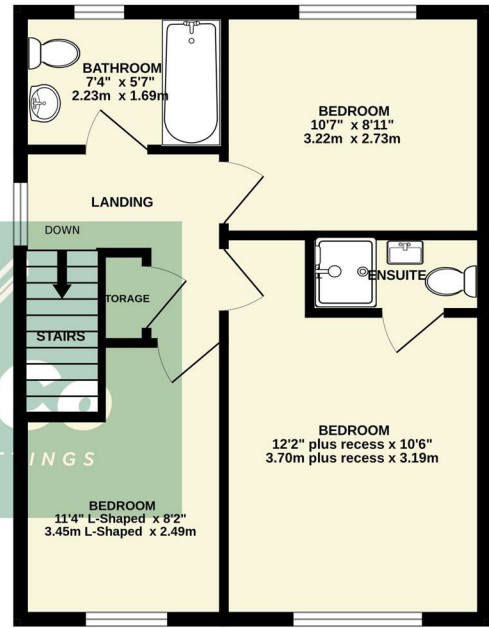 BATHROOM
7'4" x 5'7"
2.23m x 1.69m
BEDROOM
10'7" x 8'11"
3.22m x 2.73m
LANDING
DOWN
ENSUITE
TORAGE
STAIRS
BEDROOM
12'2" plus recess x 10'6"
3.70m plus recess x 3.19m
TTINGS
BEDROOM
11'4" L-Shaped x 8'2"
3.45m L-Shaped x 2.49m